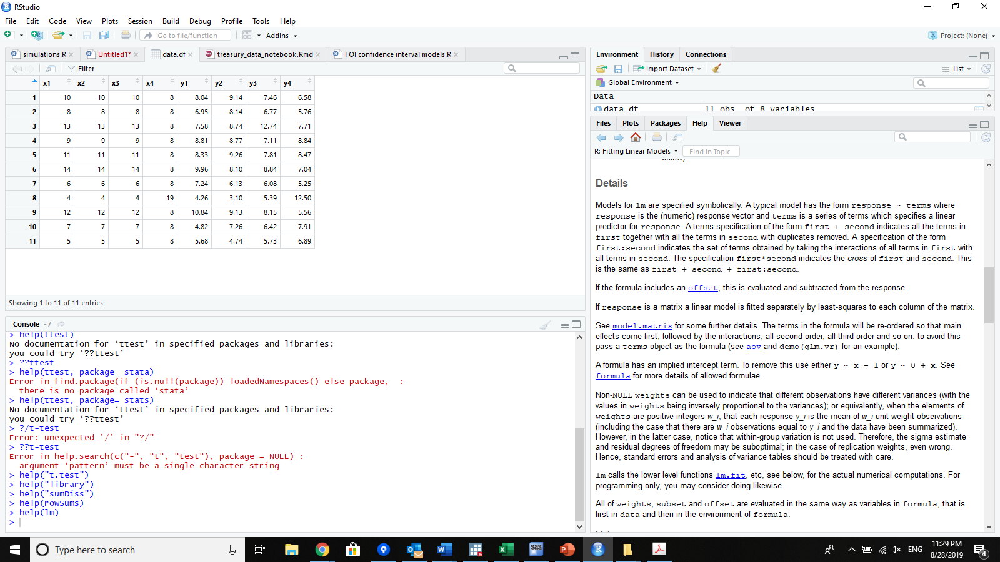 RStudio
File Edit Code View Plots Session Build Debug Profile Tools Help
Go to file/function Addins Project: (None)
simulations.R Untitled1* data.df treasury_data_notebook.Rmd FOI confidence interval models.R
Filter
x1 x2 x3 x4 y1 y2 y3 y4
1 10 10 10 8 8.04 9.14 7.46 6.58
2 8 8 8 8 6.95 8.14 6.77 5.76
3 13 13 13 8 7.58 8.74 12.74 7.71
4 9 9 9 8 8.81 8.77 7.11 8.84
5 11 11 11 8 8.33 9.26 7.81 8.47
6 14 14 14 8 9.96 8.10 8.84 7.04
7 6 6 6 8 7.24 6.13 6.08 5.25
8 4 4 4 19 4.26 3.10 5.39 12.50
9 12 12 12 8 10.84 9.13 8.15 5.56
10 7 7 7 8 4.82 7.26 6.42 7.91
11 5 5 5 8 5.68 4.74 5.73 6.89
Showing 1 to 11 of 11 entries
Console ~/
> help(ttest)
No documentation for ‘ttest’ in specified packages and libraries:
you could try ‘??ttest’
> ??ttest
> help(ttest, package= stata)
Error in find.package(if (is.null(package)) loadedNamespaces() else package,  :
there is no package called ‘stata’
> help(ttest, package= stats)
No documentation for ‘ttest’ in specified packages and libraries:
you could try ‘??ttest’
> ?/t-test
Error: unexpected '/' in "?/"
> ??t-test
Error in help.search(c("-", "t", "test"), package = NULL) :
argument ‘pattern’ must be a single character string
> help("t.test")
> help("library")
> help("sumDiss")
> help(rowSums)
> help(lm)
>
Environment History Connections
Import Dataset List
Global Environment
Data
data.df 11 obs. of 8 variables
Files Plots Packages Help Viewer
R: Fitting Linear Models Find in Topic
below).
Details
Models for lm are specified symbolically. A typical model has the form response ~ terms where
response is the (numeric) response vector and terms is a series of terms which specifies a linear
predictor for response. A terms specification of the form first + second indicates all the terms in
first together with all the terms in second with duplicates removed. A specification of the form
first:second indicates the set of terms obtained by taking the interactions of all terms in first with
all terms in second. The specification first*second indicates the cross of first and second. This
is the same as first + second + first:second.
If the formula includes an offset, this is evaluated and subtracted from the response.
If response is a matrix a linear model is fitted separately by least-squares to each column of the matrix.
See model.matrix for some further details. The terms in the formula will be re-ordered so that main
effects come first, followed by the interactions, all second-order, all third-order and so on: to avoid this
pass a terms object as the formula (see aov and demo(glm.vr) for an example).
A formula has an implied intercept term. To remove this use either y ~ x - 1 or y ~ 0 + x. See
formula for more details of allowed formulae.
Non-NULL weights can be used to indicate that different observations have different variances (with the
values in weights being inversely proportional to the variances); or equivalently, when the elements of
weights are positive integers w_i, that each response y_i is the mean of w_i unit-weight observations
(including the case that there are w_i observations equal to y_i and the data have been summarized).
However, in the latter case, notice that within-group variation is not used. Therefore, the sigma estimate
and residual degrees of freedom may be suboptimal; in the case of replication weights, even wrong.
Hence, standard errors and analysis of variance tables should be treated with care.
lm calls the lower level functions lm.fit, etc, see below, for the actual numerical computations. For
programming only, you may consider doing likewise.
All of weights, subset and offset are evaluated in the same way as variables in formula, that is
first in data and then in the environment of formula.
Type here to search
ENG 11:29 PM
8/28/2019
4